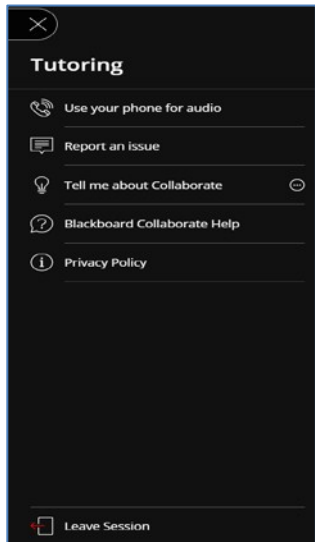 Tutoring
Use your phone for audio
Report an issue
Tell me about Collaborate
Blackboard Collaborate Help
Privacy Policy
Leave Session